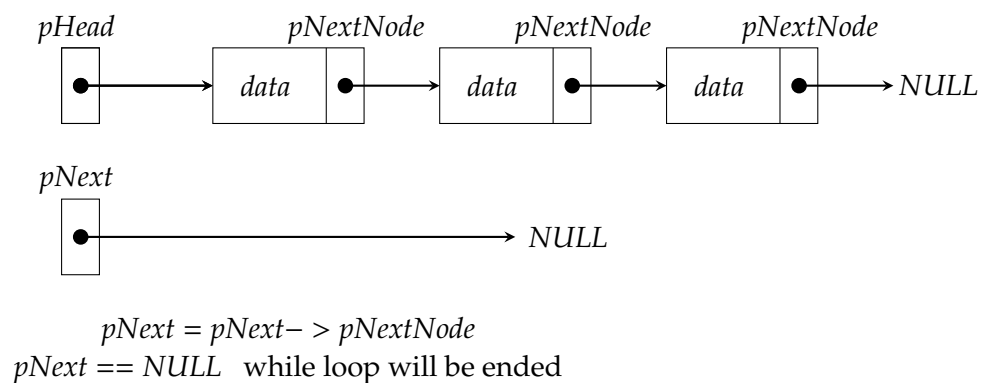 pHead pNextNode pNextNode pNextNode
data data data NULL
pNext
NULL
pNext = pNext− > pNextNode
pNext == NULL while loop will be ended